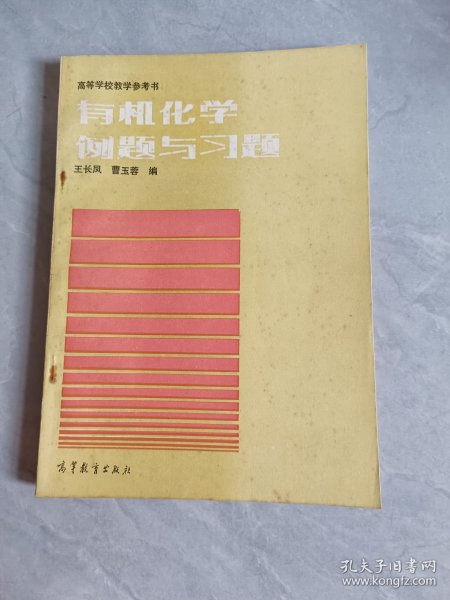 高等学校教学参考书
有机化学
例题与习题
王长凤 曹玉蓉 编
高等教育出版社
孔夫子旧书网
www.kongfz.com